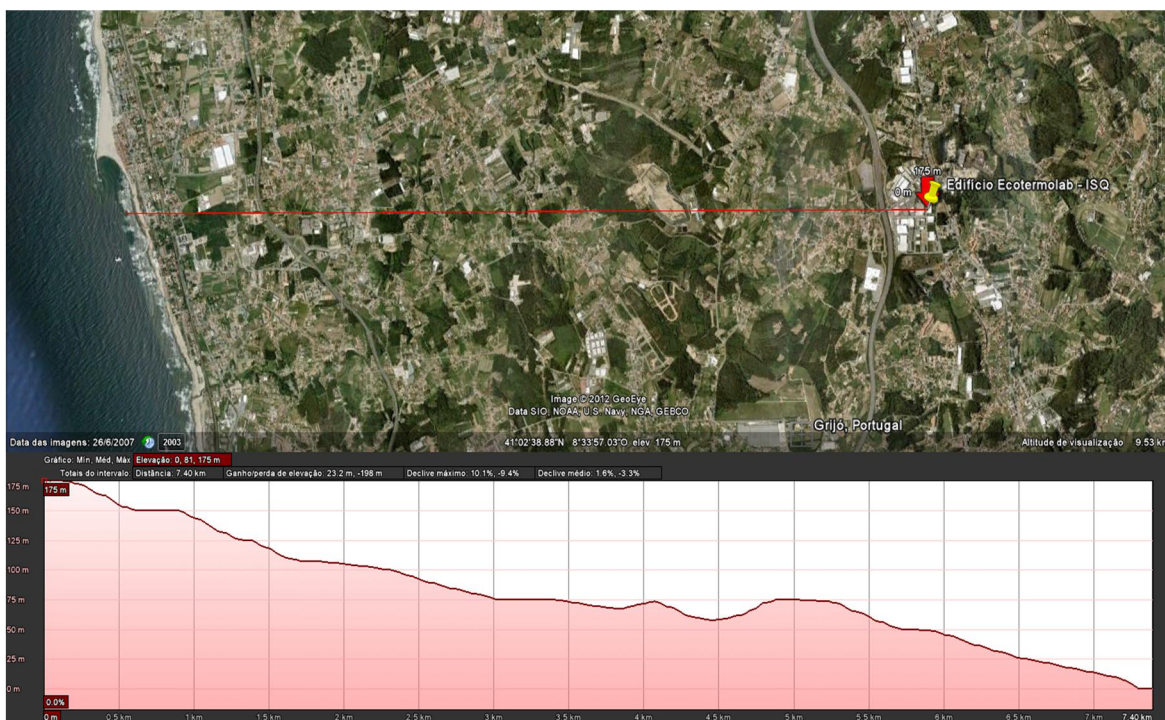 175 m
0 m
Edifício Ecotermolab - ISQ
Image © 2012 GeoEye
Data SIO, NOAA, U.S. Navy, NGA, GEBCO
Grijó, Portugal
Data das imagens: 26/6/2007 2003 41°02'38.88"N 8°33'57.03"O elev 175 m Altitude de visualização 9.53 km
Gráfico: Mín, Méd, Máx Elevação: 0, 81, 175 m
Totais do intervalo: Distância: 7.40 km Ganho/perda de elevação: 23.2 m, -198 m Declive máximo: 10.1%, -9.4% Declive médio: 1.6%, -3.3%
175 m 175 m
150 m
125 m
100 m
75 m
50 m
25 m
0 m
0.0%
0 m 0.5 km 1 km 1.5 km 2 km 2.5 km 3 km 3.5 km 4 km 4.5 km 5 km 5.5 km 6 km 6.5 km 7 km 7.40 km